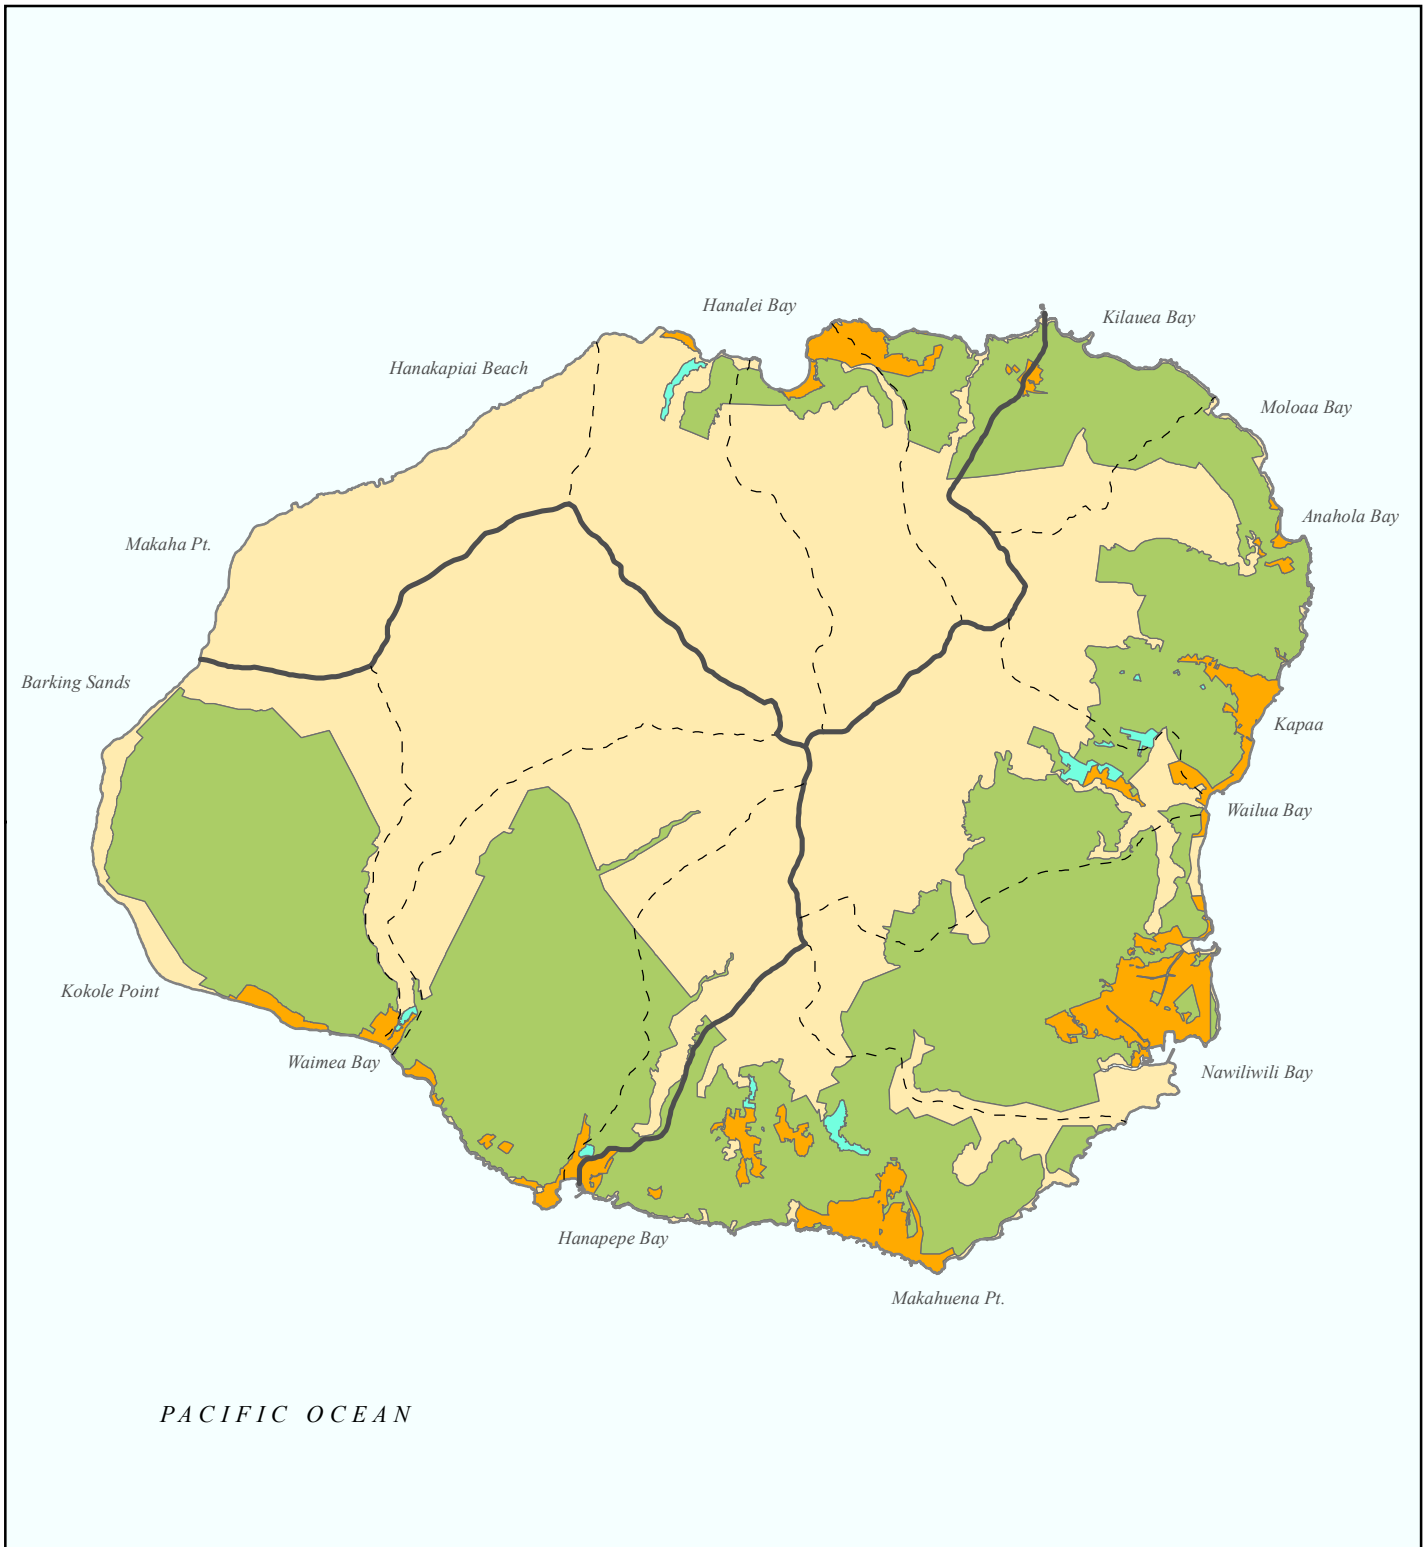 Hanalei Bay
Kilauea Bay
Hanakapiai Beach
Moloaa Bay
Anahola Bay
Makaha Pt.
Barking Sands
Kapaa
Wailua Bay
Kokole Point
Waimea Bay
Nawiliwili Bay
Hanapepe Bay
Makahuena Pt.
PACIFIC OCEAN